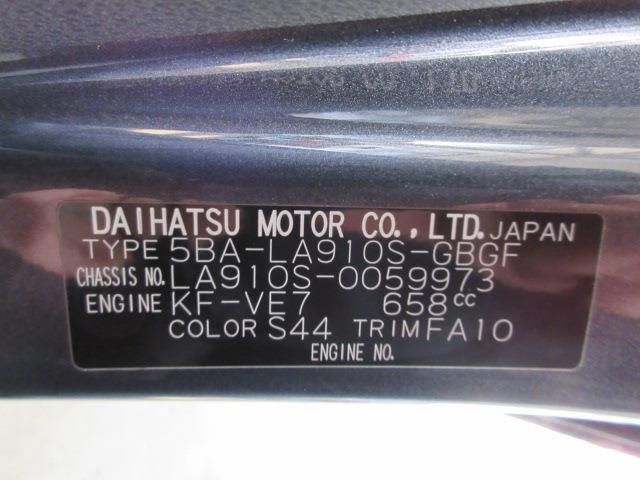 DAIHATSU MOTOR CO.,LTD.JAPAN
TYPE 5BA-LA910S-GBGF
CHASSIS NO. LA910S-0059973
ENGINE KF-VE7 658cc
COLOR S44 TRIM FA10
ENGINE NO.